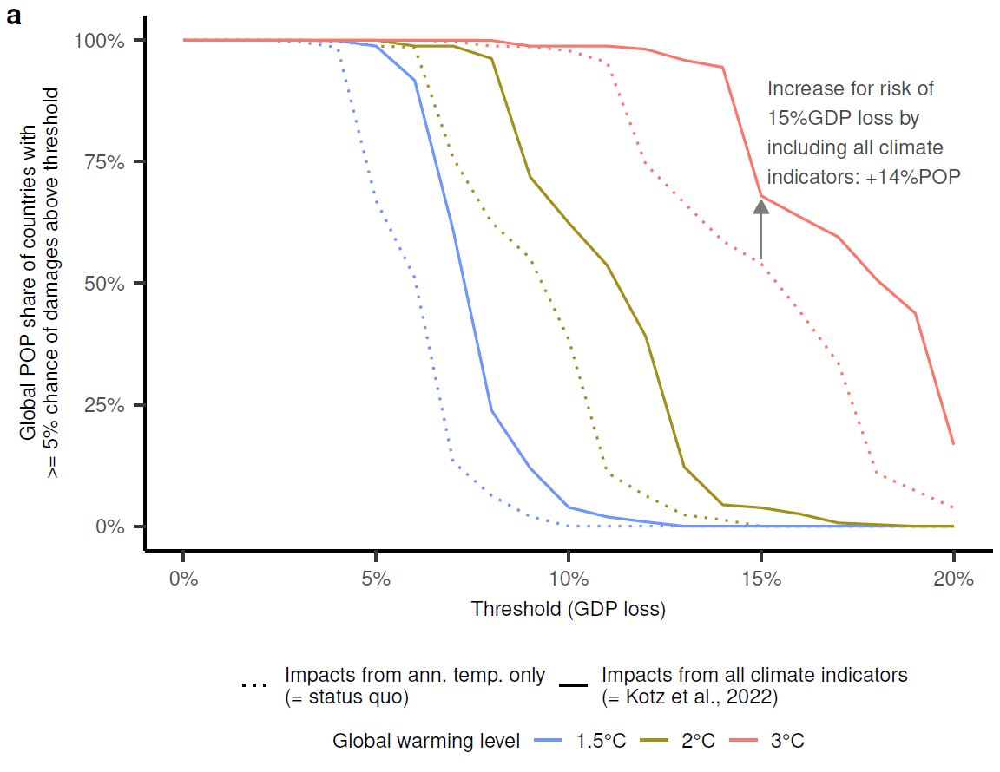 a
Global POP share of countries with
>= 5% chance of damages above threshold
100%
75%
50%
25%
0%
Increase for risk of
15%GDP loss by
including all climate
indicators: +14%POP
0%
5%
10%
15%
20%
Threshold (GDP loss)
Impacts from ann. temp. only
(= status quo)
Impacts from all climate indicators
(= Kotz et al., 2022)
Global warming level
1.5°C
2°C
3°C